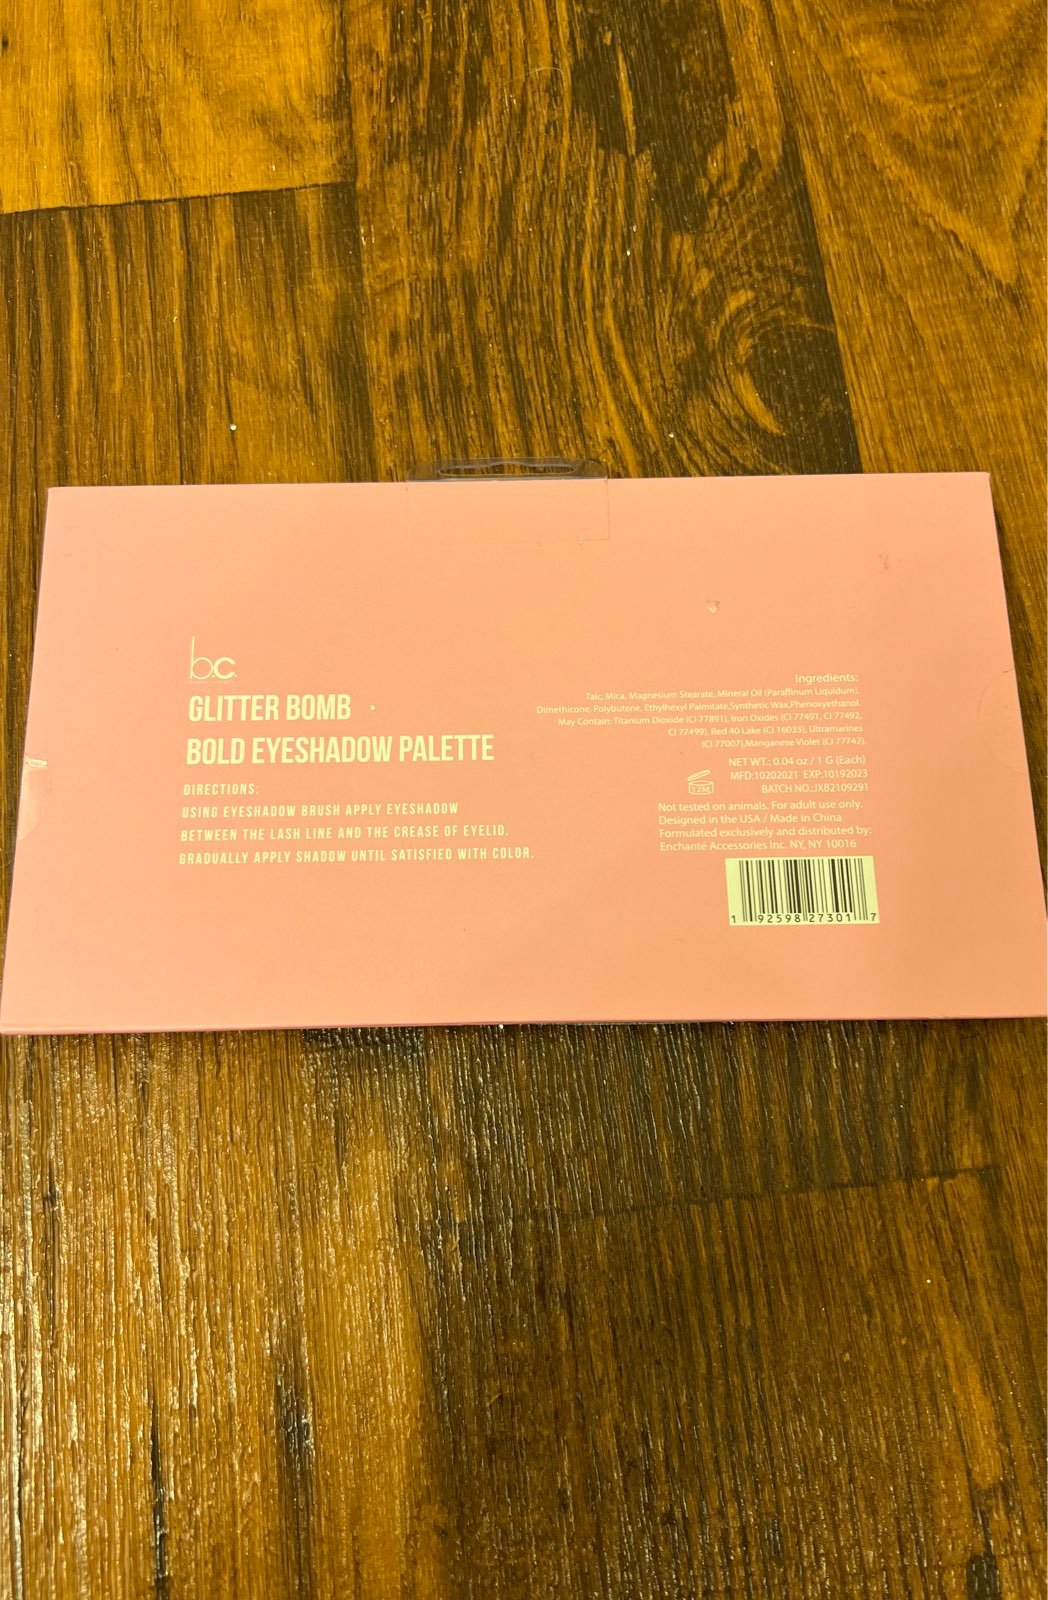 b.c.
GLITTER BOMB
BOLD EYESHADOW PALETTE
DIRECTIONS:
USING EYESHADOW BRUSH APPLY EYESHADOW
BETWEEN THE LASH LINE AND THE CREASE OF EYELID.
GRADUALLY APPLY SHADOW UNTIL SATISFIED WITH COLOR.
Ingredients:
Talc, Mica, Magnesium Stearate, Mineral Oil (Paraffinum Liquidum),
Dimethicone, Polybutene, Ethylhexyl Palmitate,Synthetic Wax,Phenoxyethanol.
May Contain: Titanium Dioxide (CI 77891), Iron Oxides (CI 77491, CI 77492,
CI 77499), Red 40 Lake (CI 16035), Ultramarines
(CI 77007),Manganese Violet (CI 77742).
NET WT.: 0.04 oz / 1 G (Each)
MFD:10202021 EXP:10192023
12M
BATCH NO.:JXB2109291
Not tested on animals. For adult use only.
Designed in the USA / Made in China
Formulated exclusively and distributed by:
Enchanté Accessories Inc. NY, NY 10016
1 92598 27301 7